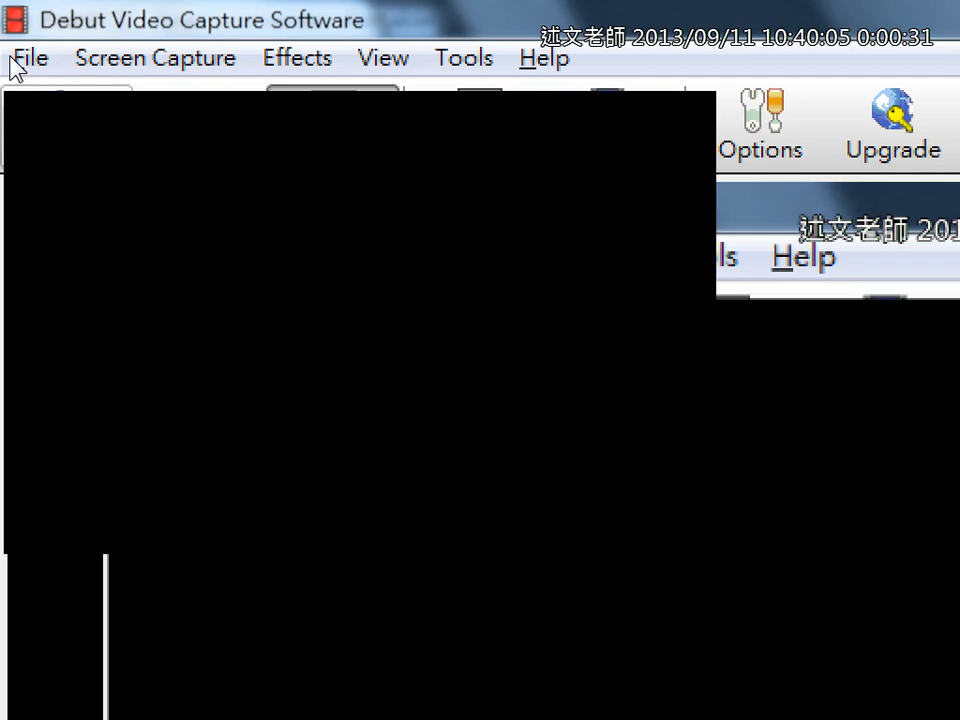 Debut Video Capture Software
述文老師 2013/09/11 10:40:05 0:00:31
File Screen Capture Effects View Tools Help
Options Upgrade
述文老師 201
ls Help